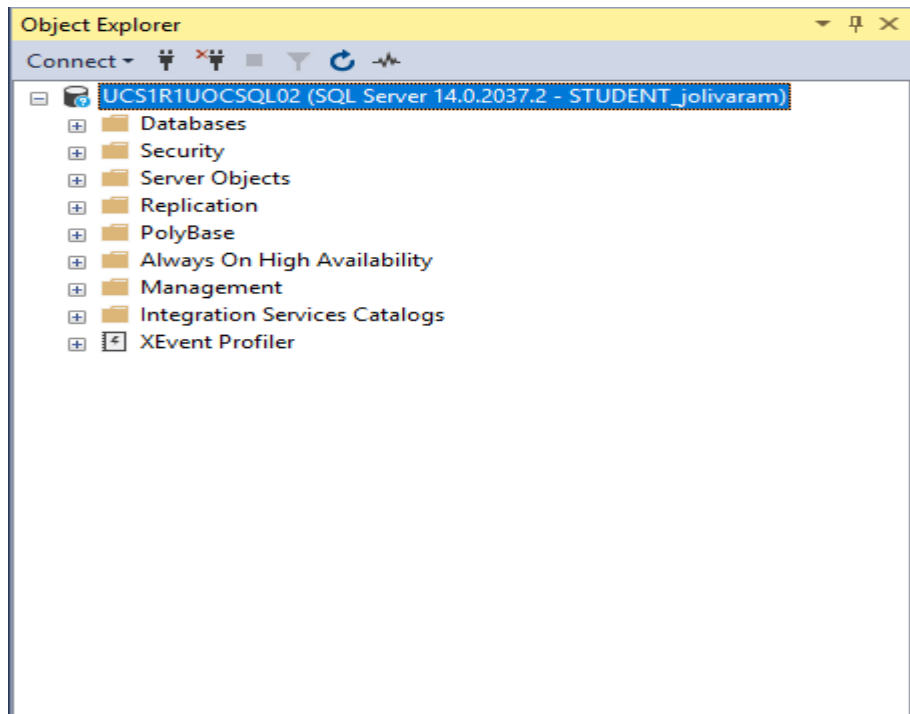 Object Explorer
Connect
UCS1R1UOCSQL02 (SQL Server 14.0.2037.2 - STUDENT_jolivaram)
Databases
Security
Server Objects
Replication
PolyBase
Always On High Availability
Management
Integration Services Catalogs
XEvent Profiler